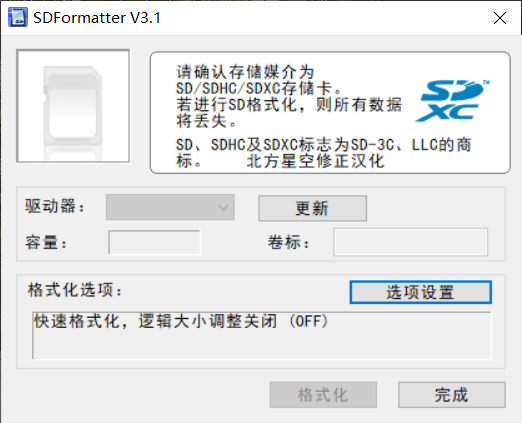 SDFormatter V3.1
请确认存储媒介为
SD/SDHC/SDXC存储卡。
若进行SD格式化，则所有数据
将丢失。
SD、SDHC及SDXC标志为SD-3C、LLC的商
标。 北方星空修正汉化
SD
XC
TM
驱动器：
更新
容量：
卷标：
格式化选项：
选项设置
快速格式化，逻辑大小调整关闭 (OFF)
格式化
完成